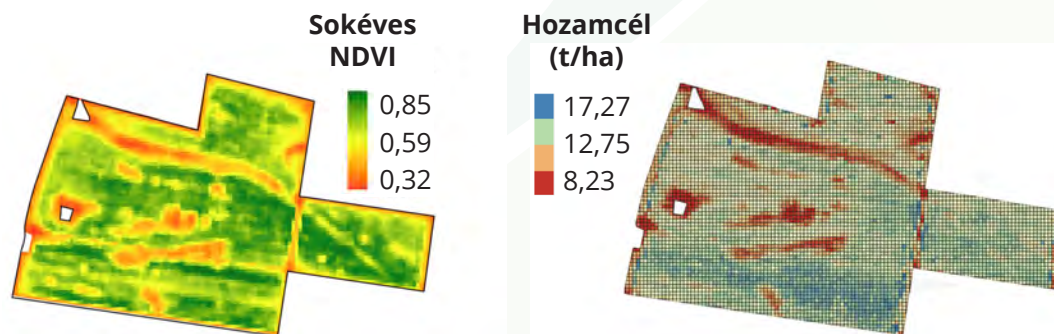 Sokéves
NDVI
0,85
0,59
0,32
Hozamcél
(t/ha)
17,27
12,75
8,23